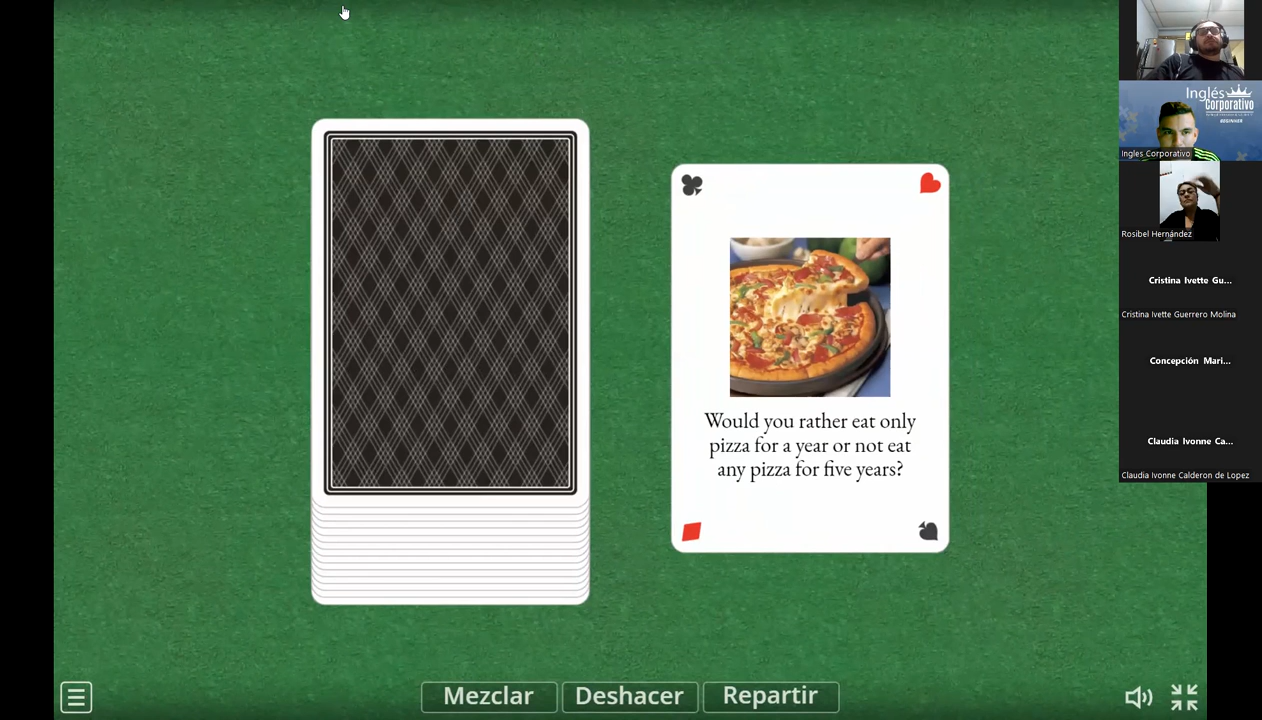 Would you rather eat only
pizza for a year or not eat
any pizza for five years?
Mezclar
Deshacer
Repartir
Inglés
Corporativo
BEGINNER
Ingles Corporativo
Rosibel Hernández
Cristina Ivette Gu...
Cristina Ivette Guerrero Molina
Concepción Mari...
Claudia Ivonne Ca...
Claudia Ivonne Calderon de Lopez